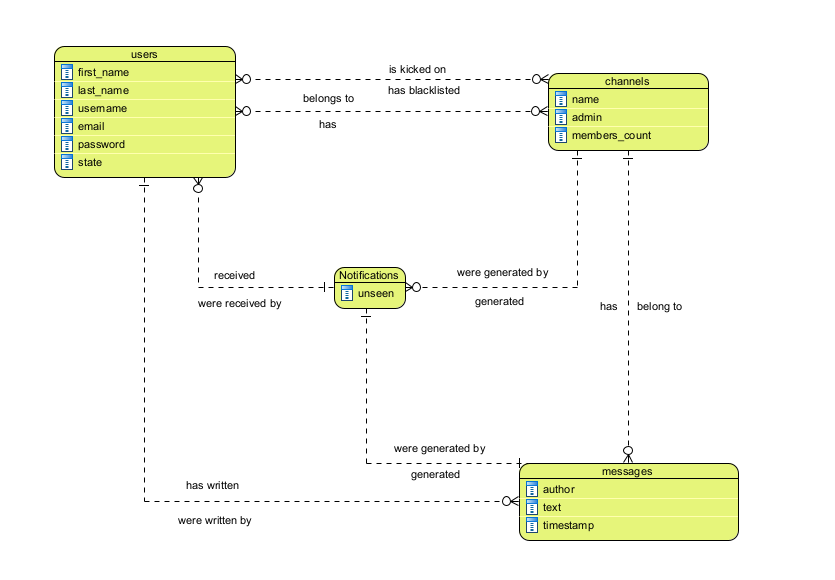 users
first_name
last_name
username
email
password
state
is kicked on
has blacklisted
belongs to
has
channels
name
admin
members_count
received
were received by
Notifications
unseen
were generated by
generated
has
belong to
were generated by
generated
has written
were written by
messages
author
text
timestamp